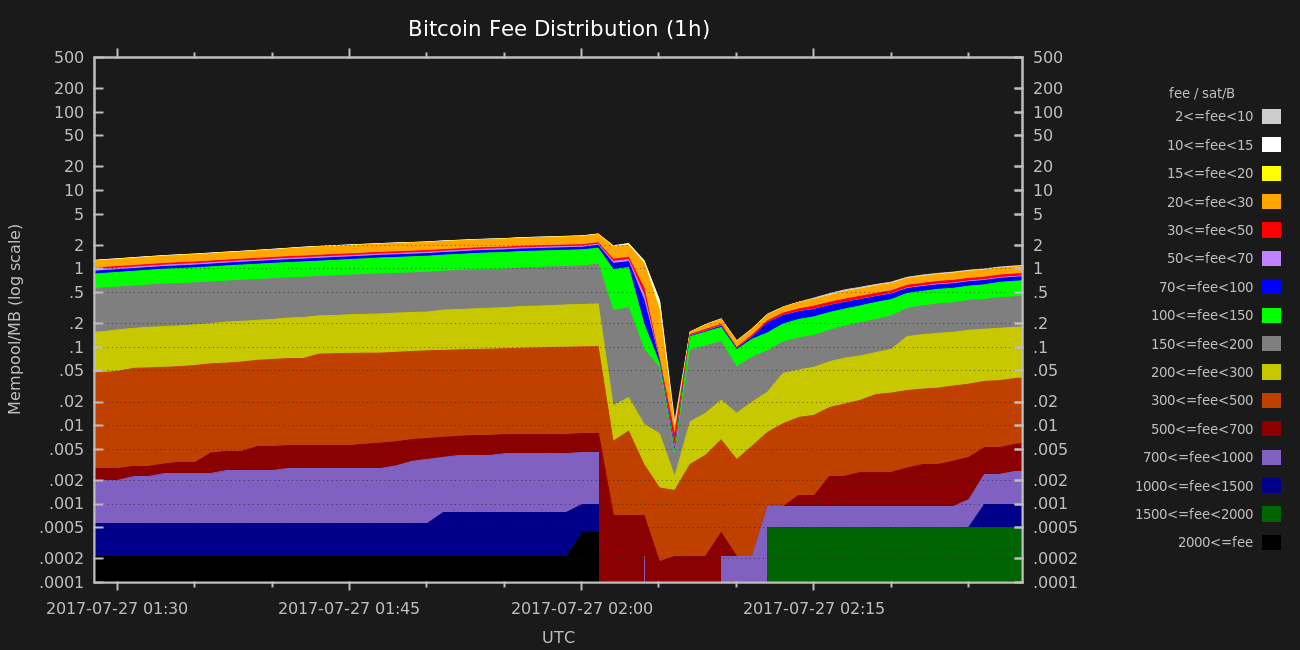 Bitcoin Fee Distribution (1h)
Mempool/MB (log scale)
500
200
100
50
20
10
5
2
1
.5
.2
.1
.05
.02
.01
.005
.002
.001
.0005
.0002
.0001
500
200
100
50
20
10
5
2
1
.5
.2
.1
.05
.02
.01
.005
.002
.001
.0005
.0002
.0001
2017-07-27 01:30 2017-07-27 01:45 2017-07-27 02:00 2017-07-27 02:15
UTC
fee / sat/B
2<=fee<10
10<=fee<15
15<=fee<20
20<=fee<30
30<=fee<50
50<=fee<70
70<=fee<100
100<=fee<150
150<=fee<200
200<=fee<300
300<=fee<500
500<=fee<700
700<=fee<1000
1000<=fee<1500
1500<=fee<2000
2000<=fee